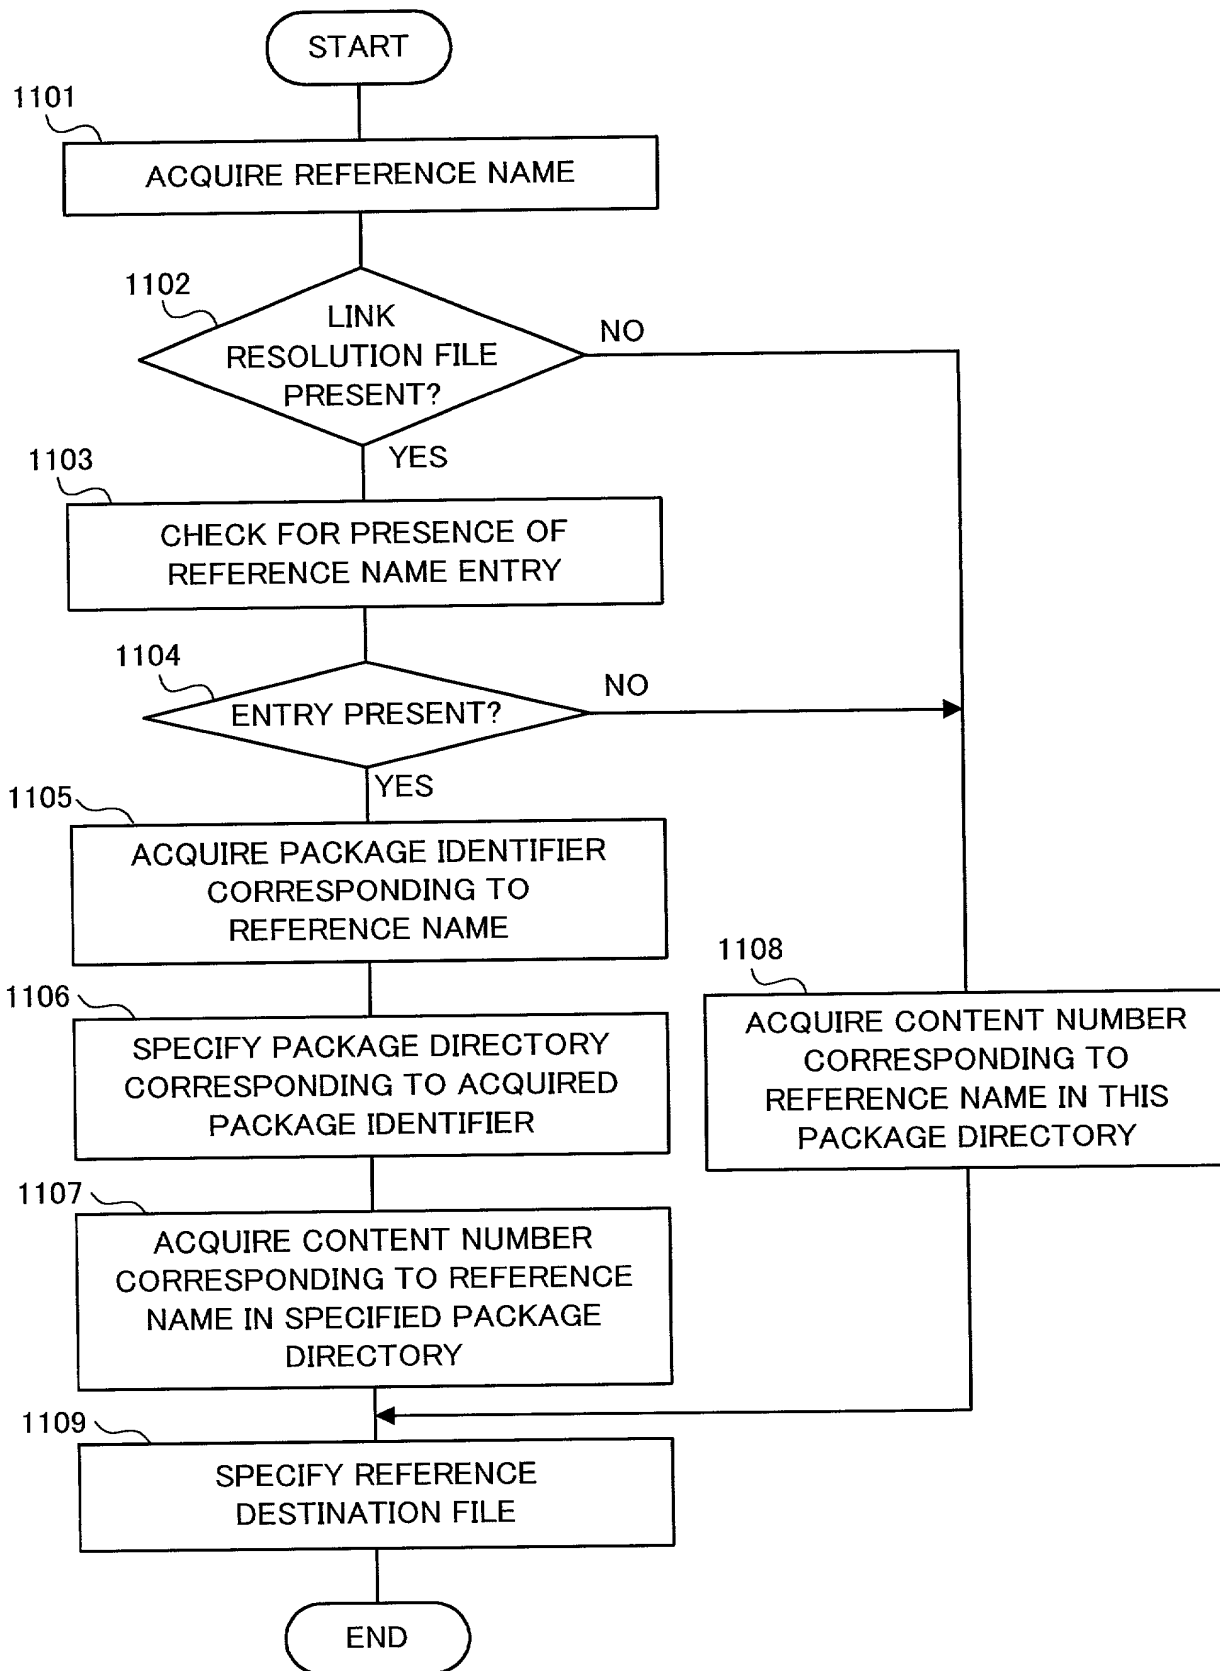 START
1101
ACQUIRE REFERENCE NAME
1102
LINK
RESOLUTION FILE
PRESENT?
NO
YES
1103
CHECK FOR PRESENCE OF
REFERENCE NAME ENTRY
1104
ENTRY PRESENT?
NO
YES
1105
ACQUIRE PACKAGE IDENTIFIER
CORRESPONDING TO
REFERENCE NAME
1106
SPECIFY PACKAGE DIRECTORY
CORRESPONDING TO ACQUIRED
PACKAGE IDENTIFIER
1108
ACQUIRE CONTENT NUMBER
CORRESPONDING TO
REFERENCE NAME IN THIS
PACKAGE DIRECTORY
1107
ACQUIRE CONTENT NUMBER
CORRESPONDING TO REFERENCE
NAME IN SPECIFIED PACKAGE
DIRECTORY
1109
SPECIFY REFERENCE
DESTINATION FILE
END